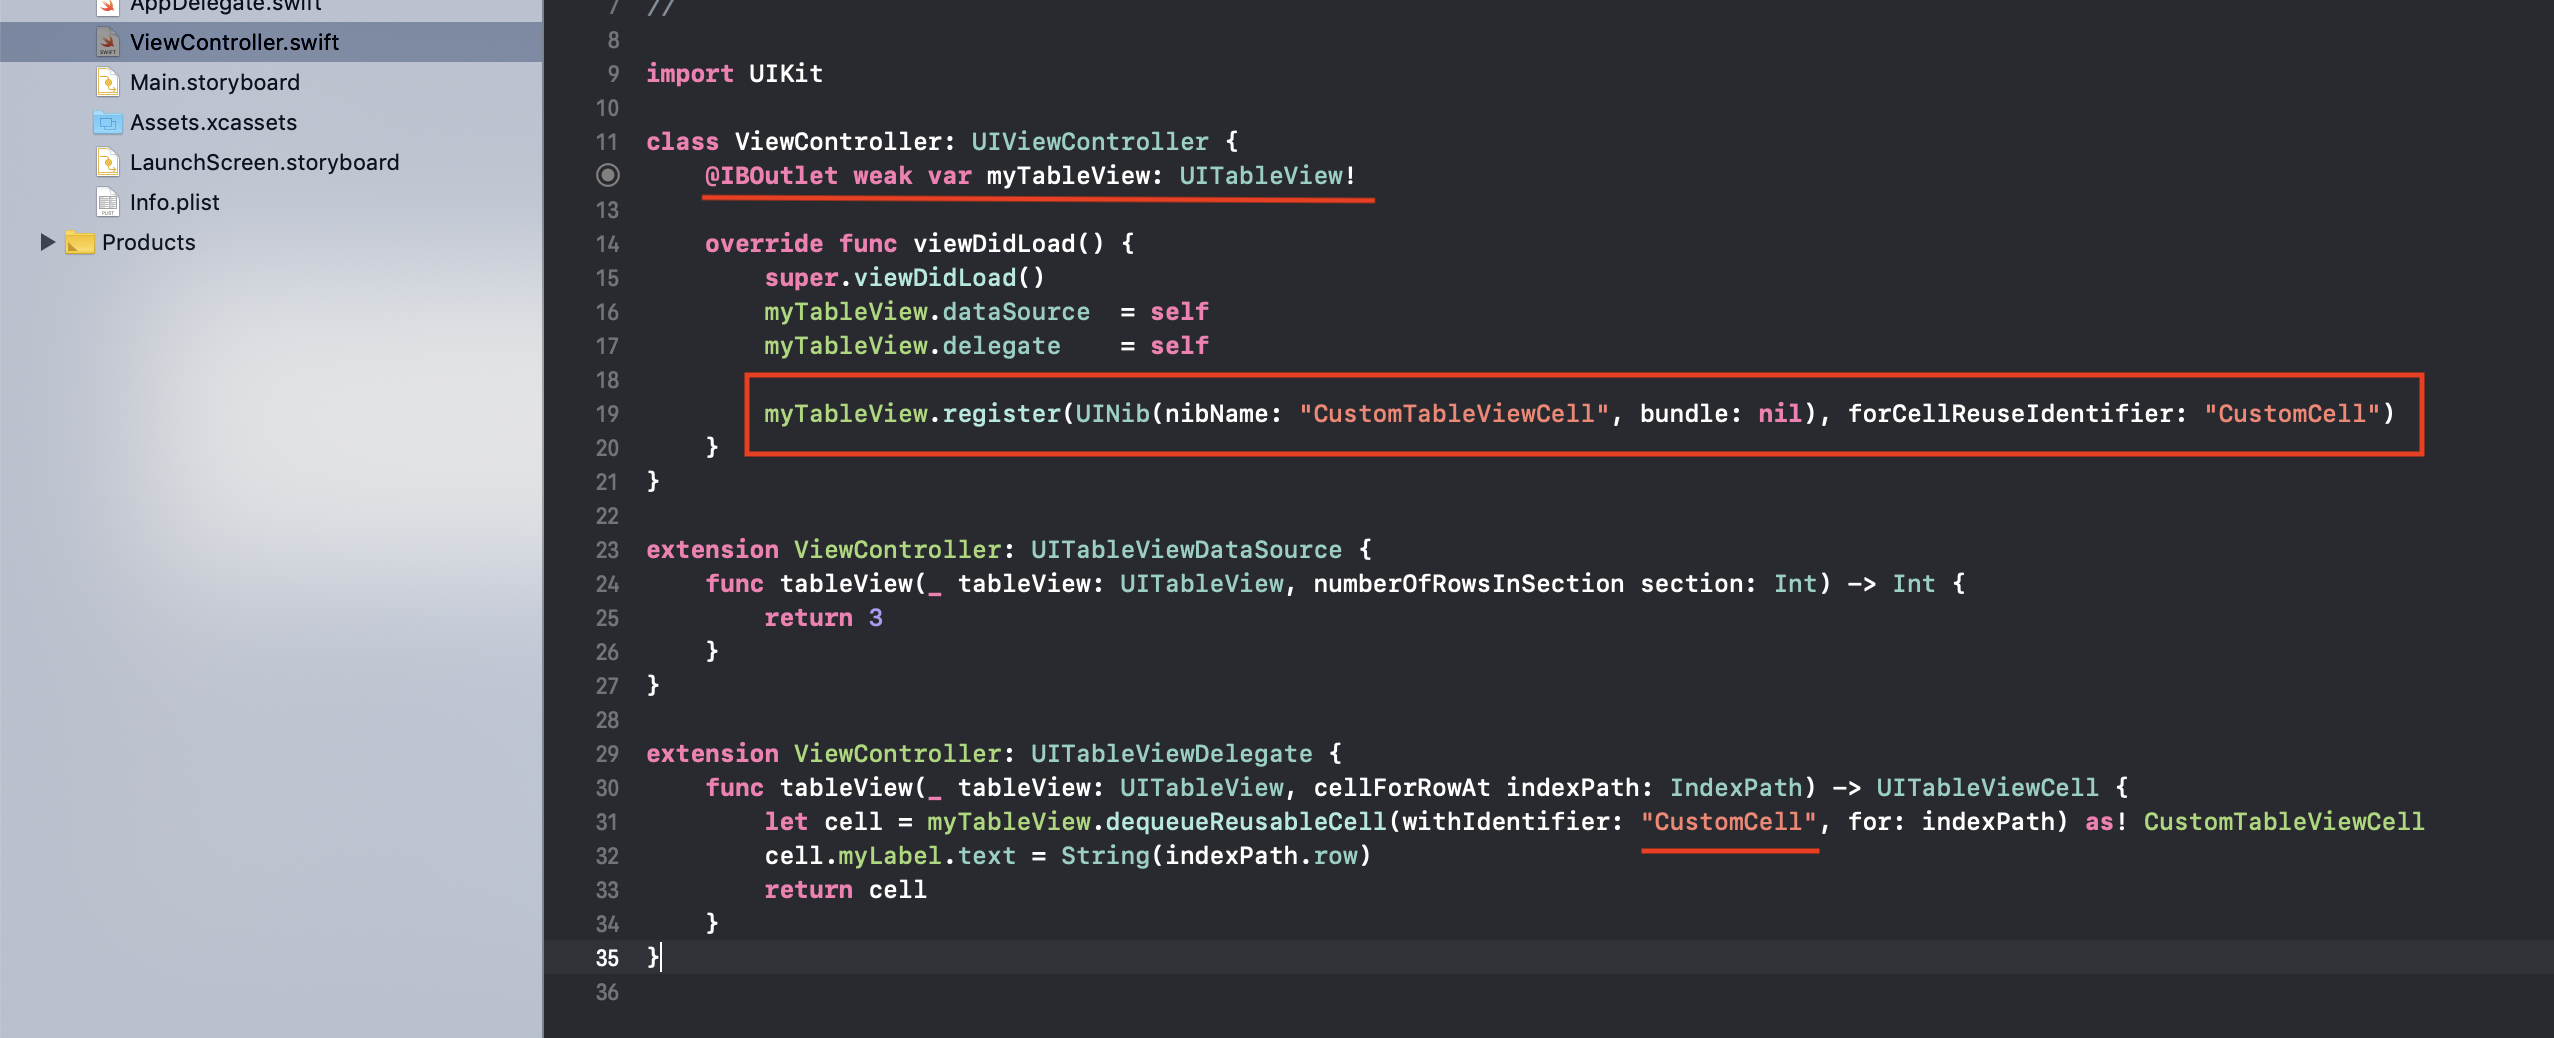 AppDelegate.swift
ViewController.swift
Main.storyboard
Assets.xcassets
LaunchScreen.storyboard
Info.plist
Products
7 //
8
9 import UIKit
10
11 class ViewController: UIViewController {
@IBOutlet weak var myTableView: UITableView!
13
14 override func viewDidLoad() {
15 super.viewDidLoad()
16 myTableView.dataSource  = self
17 myTableView.delegate    = self
18
19 myTableView.register(UINib(nibName: "CustomTableViewCell", bundle: nil), forCellReuseIdentifier: "CustomCell")
20 }
21 }
22
23 extension ViewController: UITableViewDataSource {
24 func tableView(_ tableView: UITableView, numberOfRowsInSection section: Int) -> Int {
25 return 3
26 }
27 }
28
29 extension ViewController: UITableViewDelegate {
30 func tableView(_ tableView: UITableView, cellForRowAt indexPath: IndexPath) -> UITableViewCell {
31 let cell = myTableView.dequeueReusableCell(withIdentifier: "CustomCell", for: indexPath) as! CustomTableViewCell
32 cell.myLabel.text = String(indexPath.row)
33 return cell
34 }
35 }
36